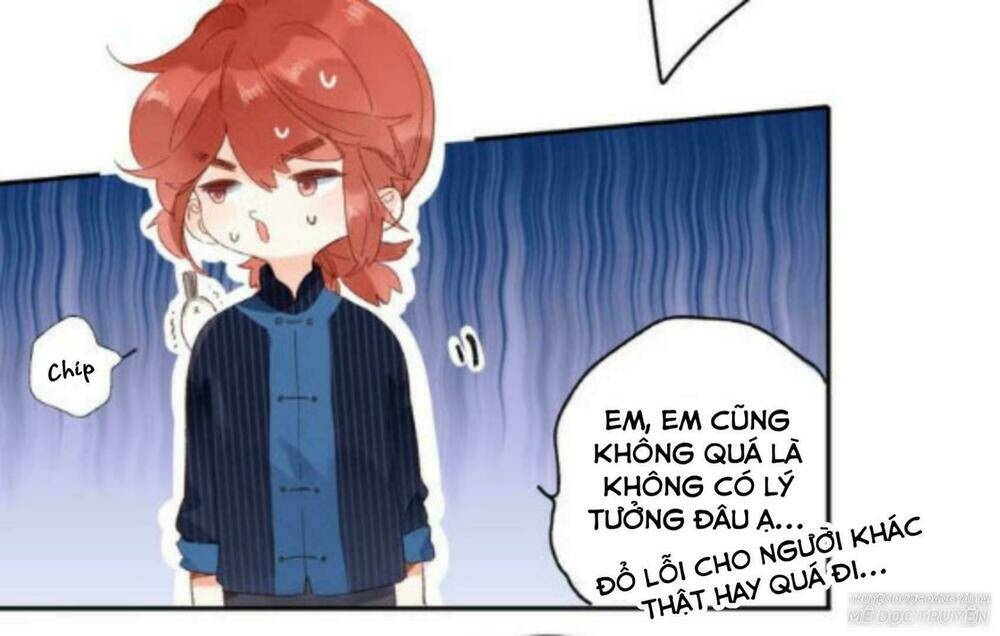 Chíp
EM, EM CŨNG
KHÔNG QUÁ LÀ
KHÔNG CÓ LÝ
TƯỞNG ĐÂU Ạ...
ĐỔ LỖI CHO NGƯỜI KHÁC
THẬT HAY QUÁ ĐI...
MÊ ĐỌC TRUYỆN